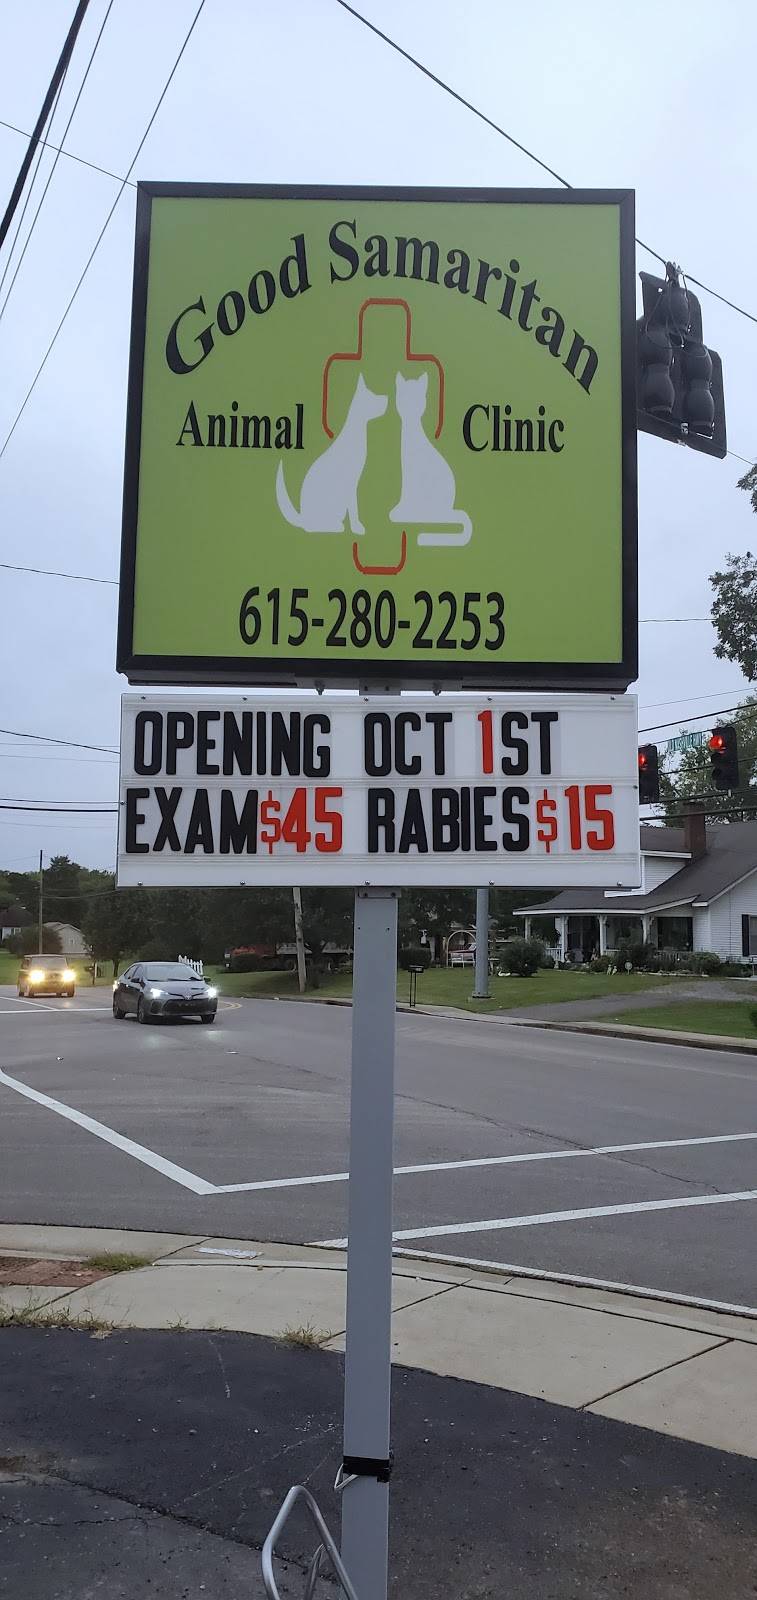 Good Samaritan
Animal Clinic
615-280-2253
OPENING OCT 1ST
EXAM $45 RABIES $15